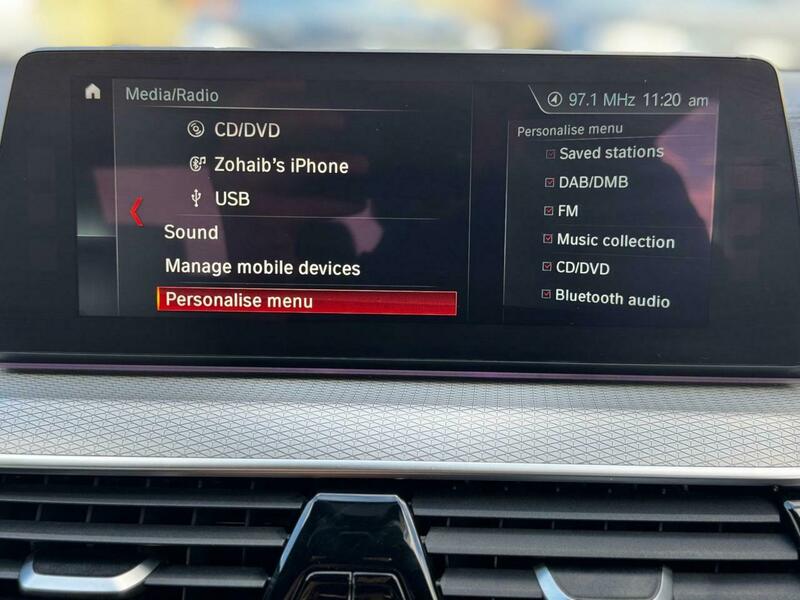 Media/Radio
CD/DVD
Zohaib's iPhone
USB
Sound
Manage mobile devices
Personalise menu
97.1 MHz 11:20 am
Personalise menu
Saved stations
DAB/DMB
FM
Music collection
CD/DVD
Bluetooth audio